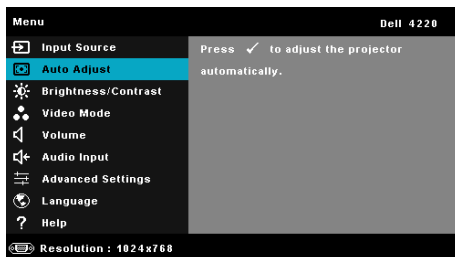 Menu
Dell 4220
Input Source
Auto Adjust
Brightness/Contrast
Video Mode
Volume
Audio Input
Advanced Settings
Language
? Help
Press ✓ to adjust the projector
automatically.
Resolution : 1024x768